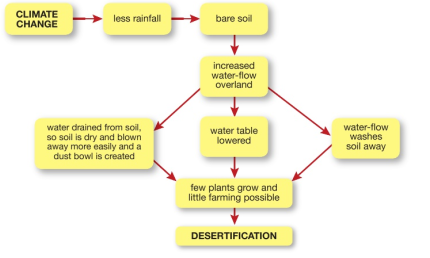 CLIMATE
CHANGE
less rainfall
bare soil
increased
water-flow
overland
water drained from soil,
so soil is dry and blown
away more easily and a
dust bowl is created
water table
lowered
water-flow
washes
soil away
few plants grow and
little farming possible
DESERTIFICATION